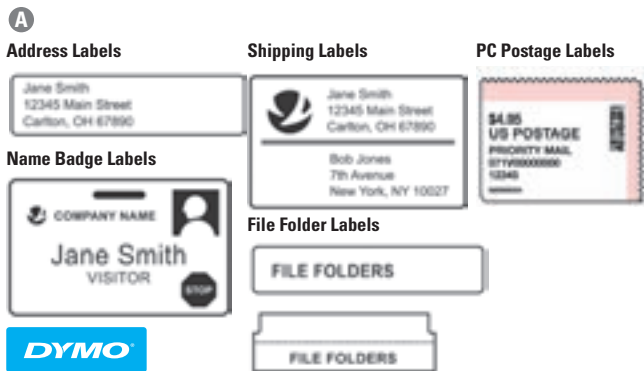 A
Address Labels
Jane Smith
12345 Main Street
Carlton, OH 67890
Name Badge Labels
COMPANY NAME
Jane Smith
VISITOR
STOP
DYMO
Shipping Labels
Jane Smith
12345 Main Street
Carlton, OH 67890
Bob Jones
7th Avenue
New York, NY 10027
File Folder Labels
FILE FOLDERS
FILE FOLDERS
PC Postage Labels
$4.95
US POSTAGE
PRIORITY MAIL
071V00000000
12345